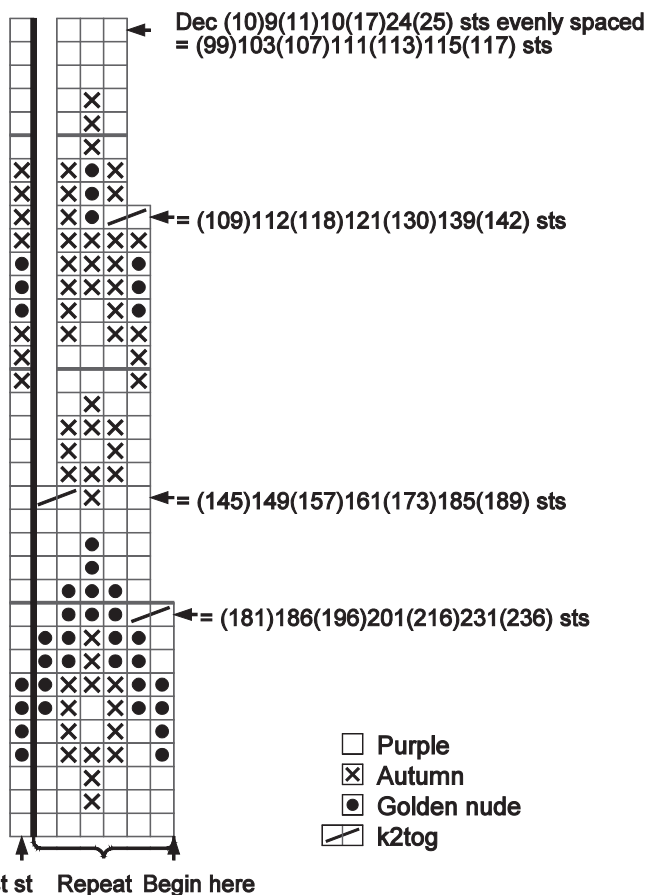 Dec (10)9(11)10(17)24(25) sts evenly spaced
= (99)103(107)111(113)115(117) sts
= (109)112(118)121(130)139(142) sts
= (145)149(157)161(173)185(189) sts
= (181)186(196)201(216)231(236) sts
Purple
Autumn
Golden nude
k2tog
st Repeat Begin here